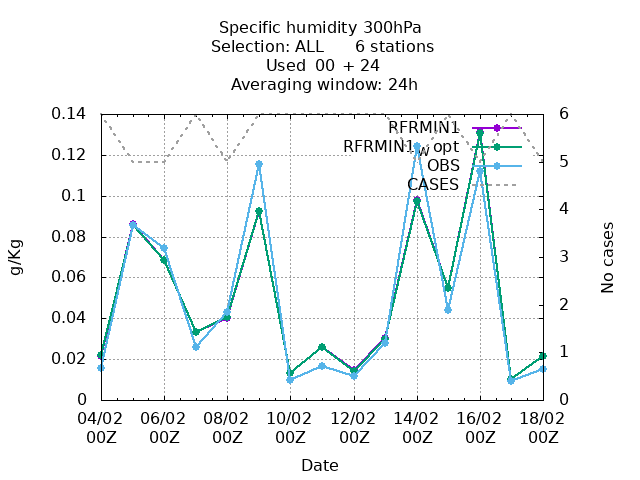 Specific humidity 300hPa
Selection: ALL 6 stations
Used 00 + 24
Averaging window: 24h
0.14
0.12
0.1
0.08
0.06
0.04
0.02
0
6
5
4
3
2
1
0
RFRMIN1
RFRMIN1_w opt
OBS
CASES
g/Kg
No cases
04/02 06/02 08/02 10/02 12/02 14/02 16/02 18/02
00Z 00Z 00Z 00Z 00Z 00Z 00Z 00Z
Date